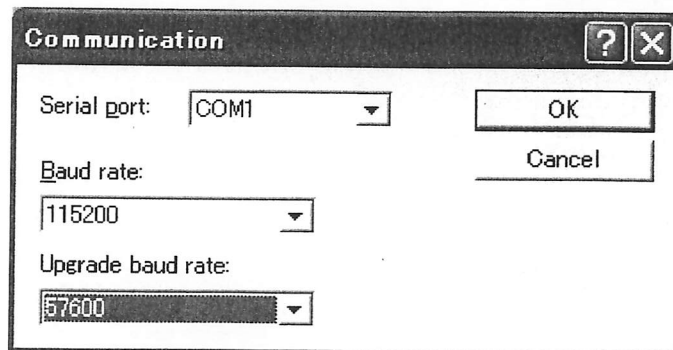 Communication
Serial port: COM1
OK
Cancel
Baud rate:
115200
Upgrade baud rate:
57600